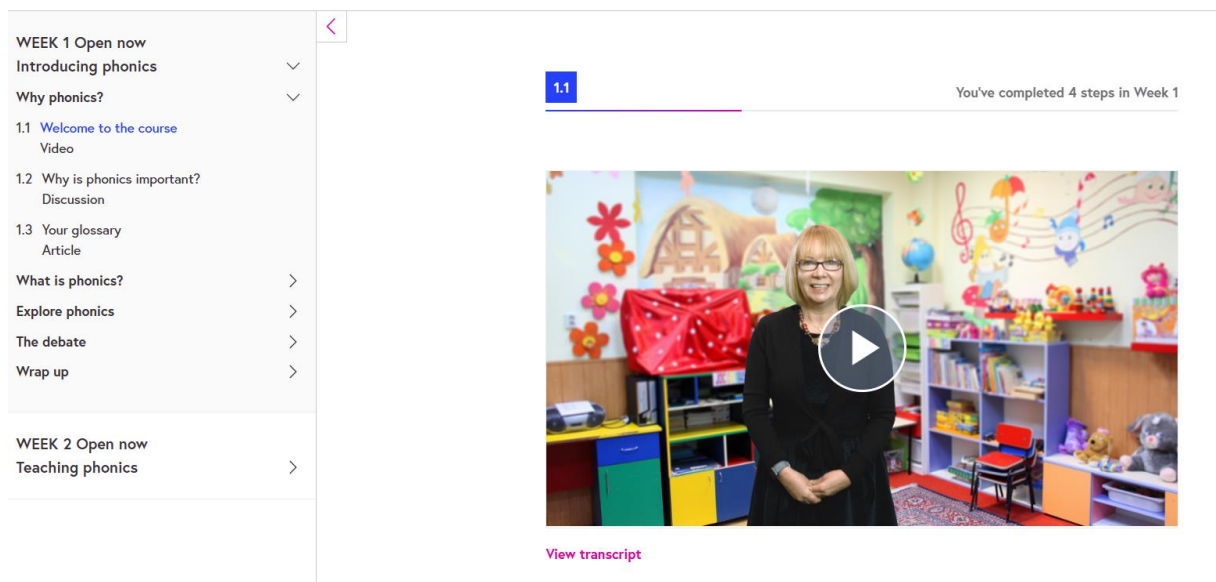 WEEK 1 Open now
Introducing phonics
Why phonics?
1.1 Welcome to the course
Video
1.2 Why is phonics important?
Discussion
1.3 Your glossary
Article
What is phonics?
Explore phonics
The debate
Wrap up
WEEK 2 Open now
Teaching phonics
1.1
You've completed 4 steps in Week 1
View transcript